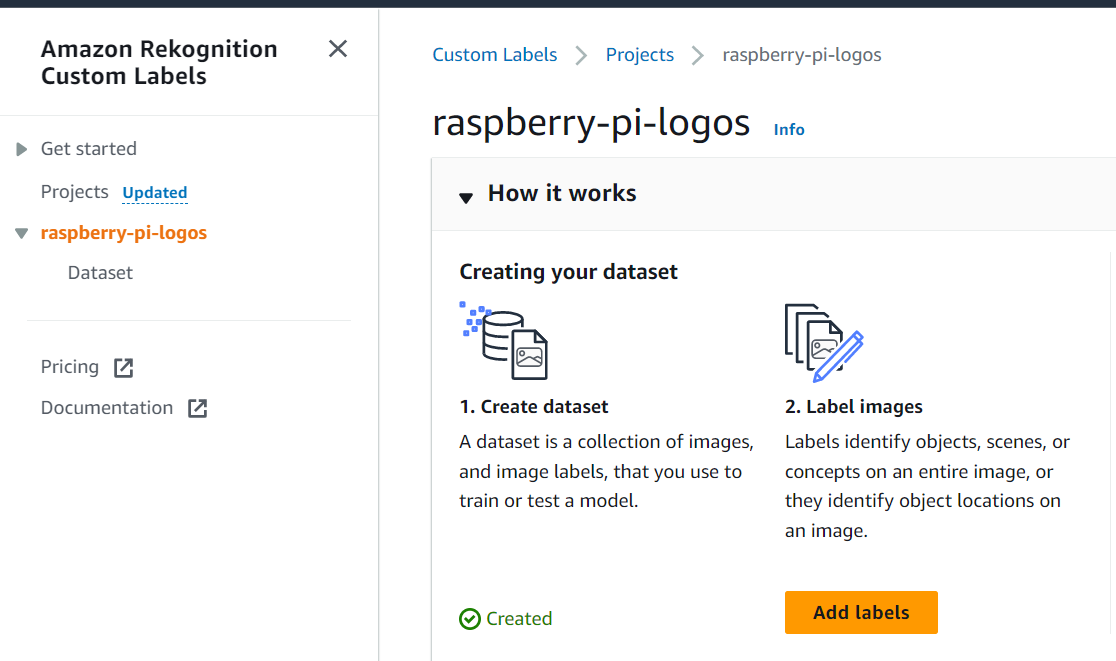 Amazon Rekognition
Custom Labels
Get started
Projects Updated
raspberry-pi-logos
Dataset
Pricing
Documentation
Custom Labels > Projects > raspberry-pi-logos
raspberry-pi-logos Info
How it works
Creating your dataset
1. Create dataset
A dataset is a collection of images,
and image labels, that you use to
train or test a model.
Created
2. Label images
Labels identify objects, scenes, or
concepts on an entire image, or
they identify object locations on
an image.
Add labels